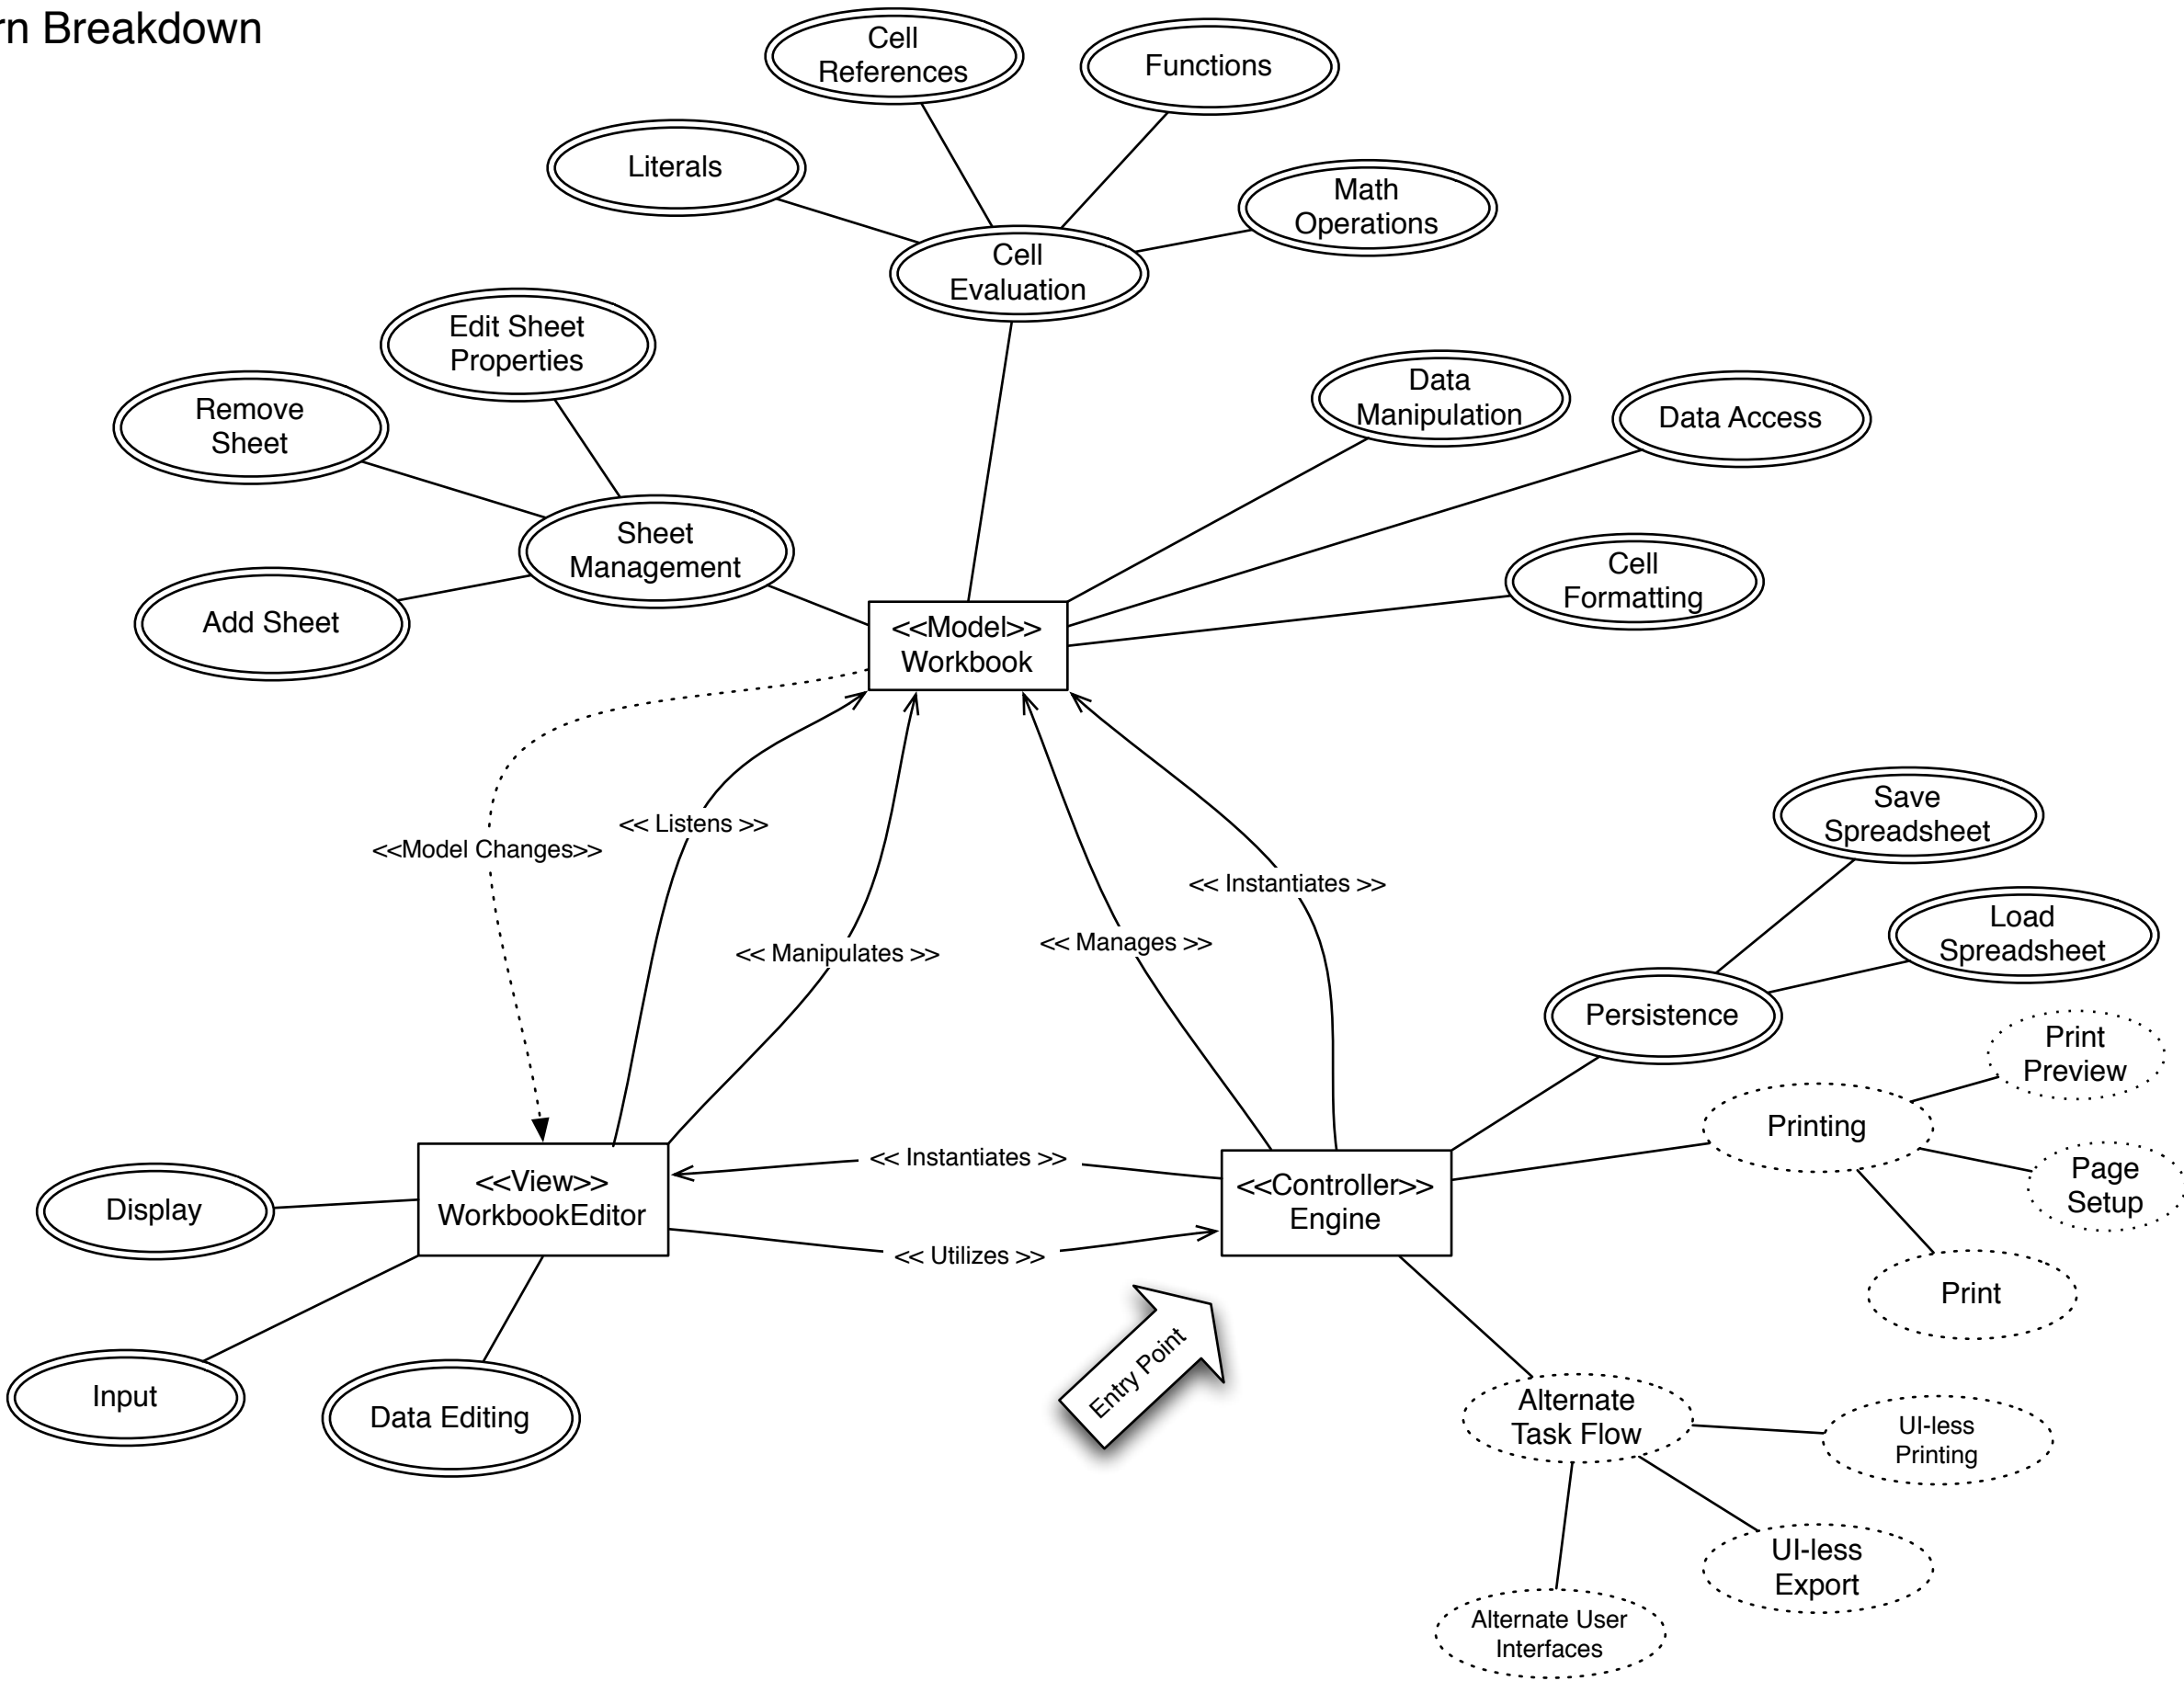 rn Breakdown
Cell
References
Functions
Literals
Math
Operations
Cell
Evaluation
Edit Sheet
Properties
Remove
Sheet
Data
Manipulation
Data Access
Sheet
Management
Cell
Formatting
Add Sheet
<<Model>>
Workbook
<< Listens >>
<<Model Changes>>
<< Instantiates >>
<< Manipulates >>
<< Manages >>
Save
Spreadsheet
Load
Spreadsheet
Persistence
Print
Preview
Printing
Page
Setup
Print
<< Instantiates >>
<<View>>
WorkbookEditor
<<Controller>>
Engine
<< Utilizes >>
Display
Input
Data Editing
Entry Point
Alternate
Task Flow
UI-less
Printing
UI-less
Export
Alternate User
Interfaces